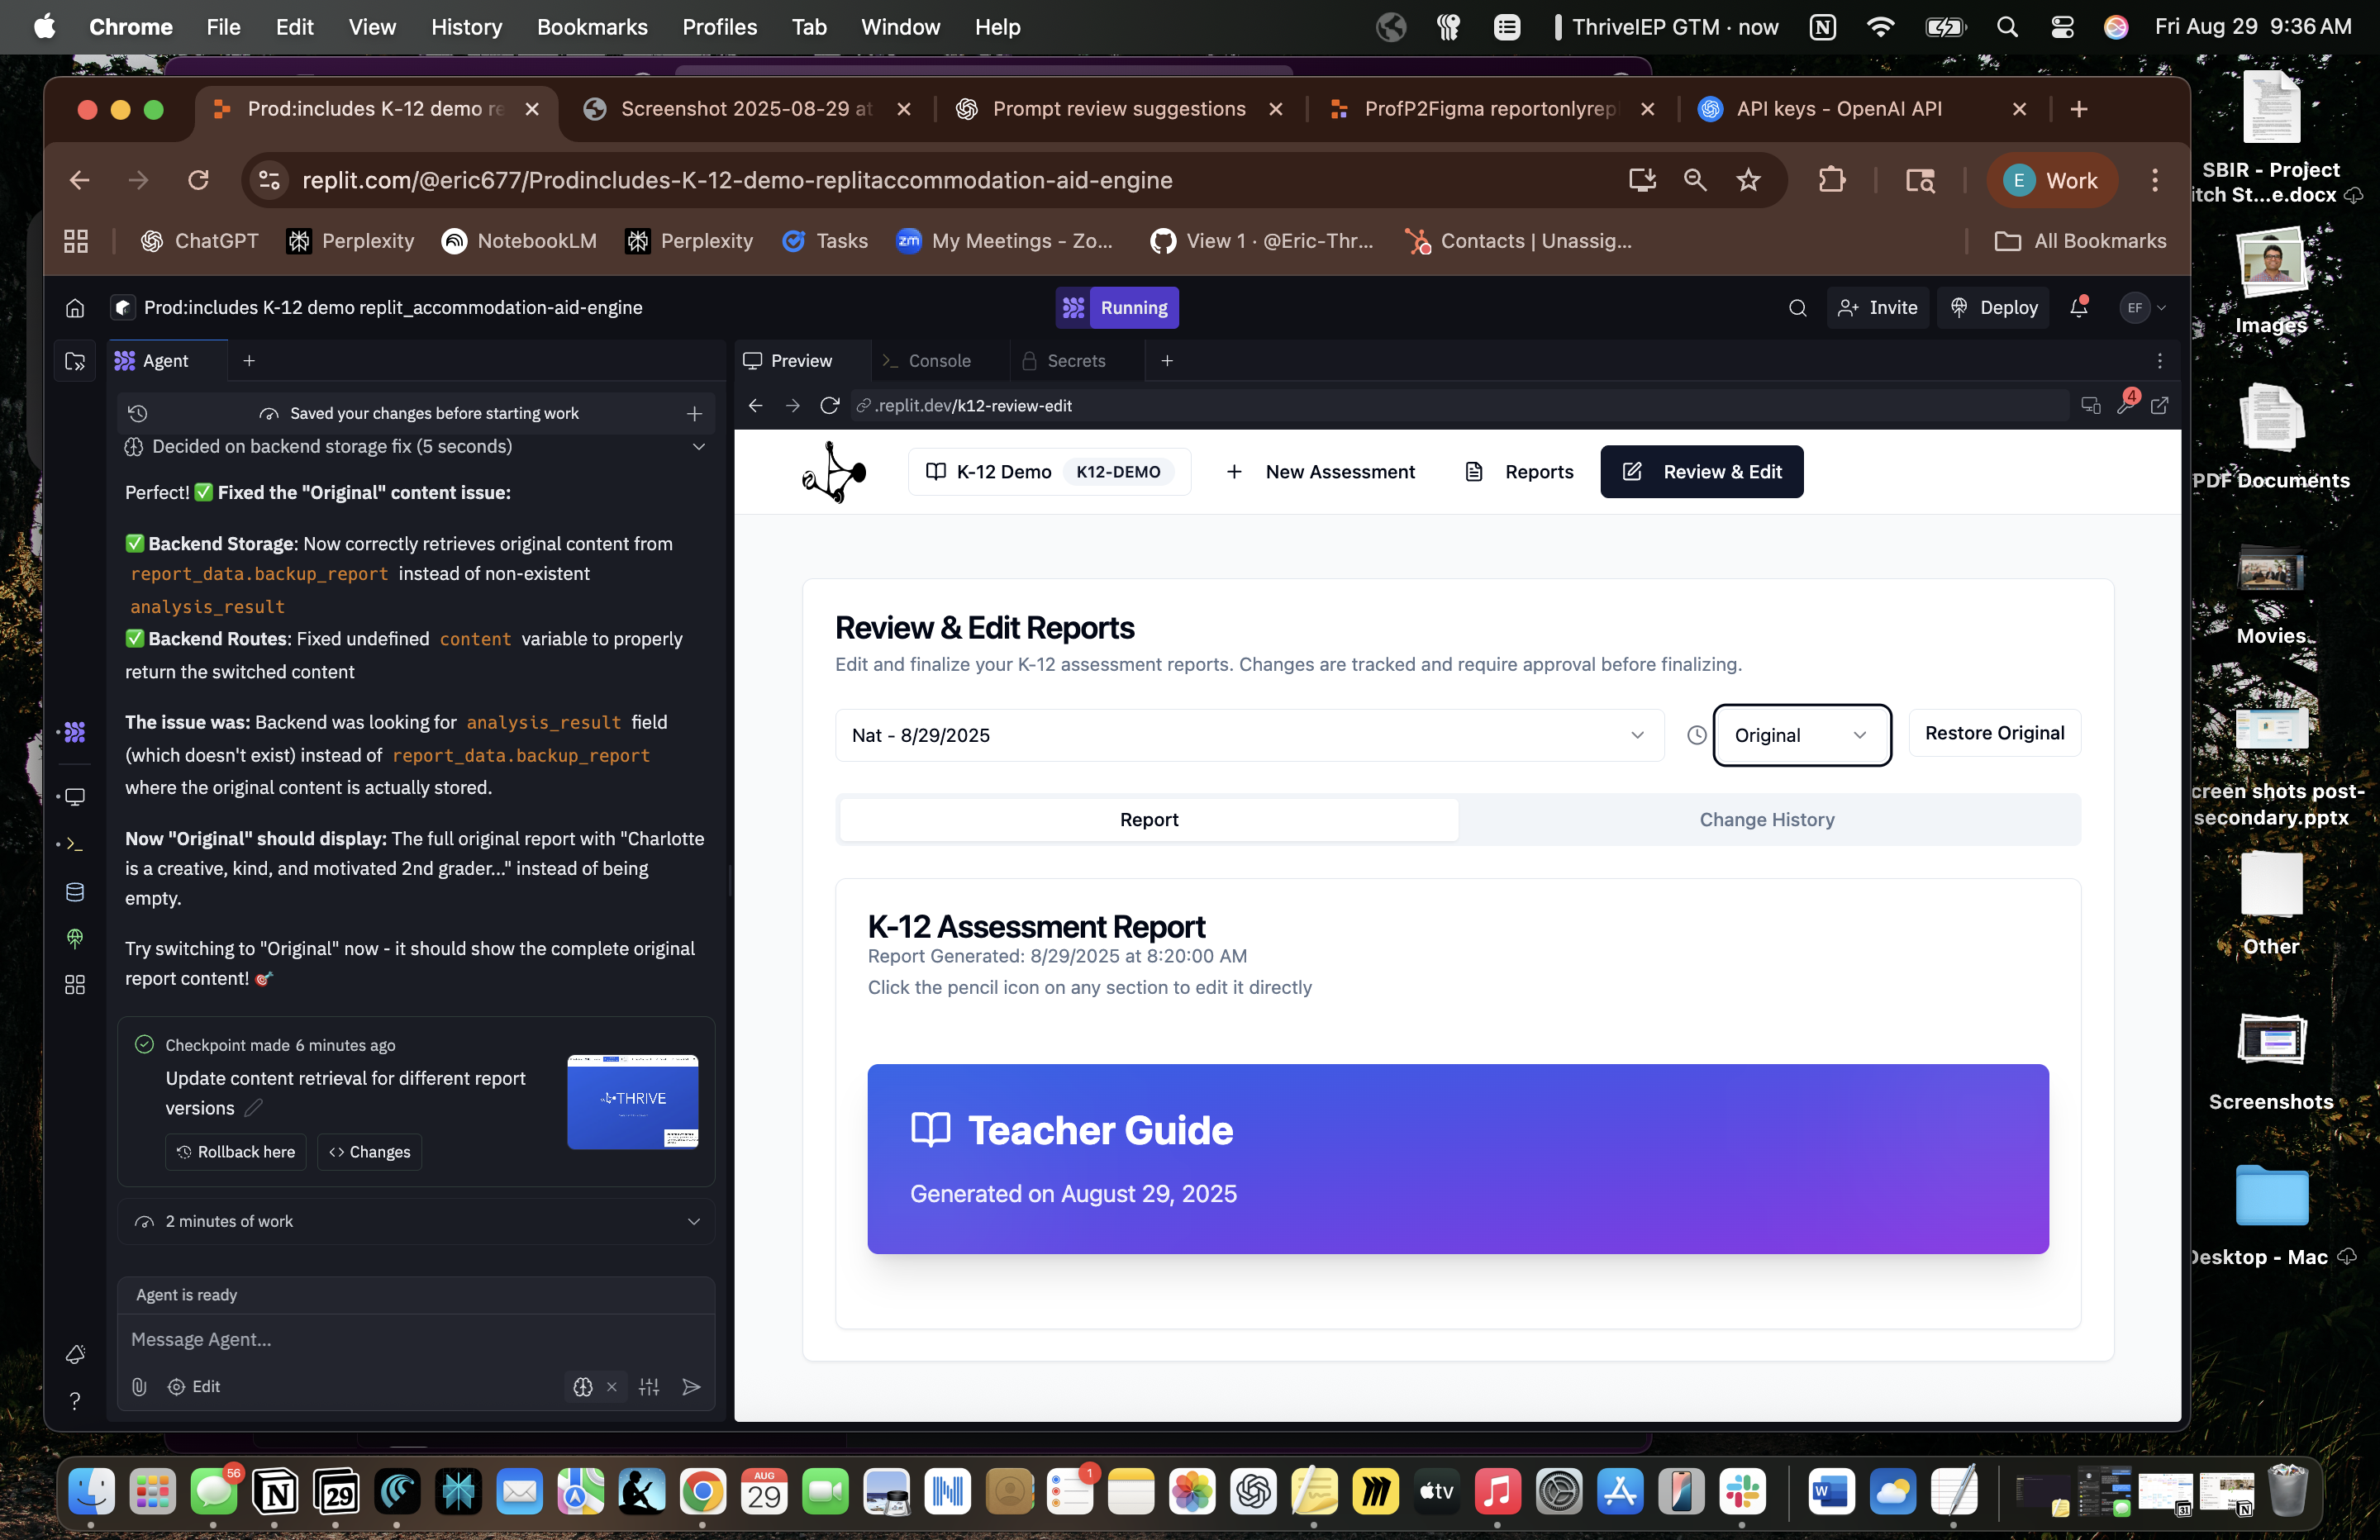 Chrome File Edit View History Bookmarks Profiles Tab Window Help
ThriveIEP GTM · now
Fri Aug 29 9:36 AM
Prod:includes K-12 demo re
Screenshot 2025-08-29 at
Prompt review suggestions
ProfP2Figma reportonlyrep
API keys - OpenAI API
replit.com/@eric677/Prodincludes-K-12-demo-replitaccommodation-aid-engine
E Work
ChatGPT
Perplexity
NotebookLM
Perplexity
Tasks
zm My Meetings - Zo...
View 1 · @Eric-Thr...
Contacts | Unassig...
All Bookmarks
Prod:includes K-12 demo replit_accommodation-aid-engine
Running
Invite
Deploy
EF
Agent
Preview
Console
Secrets
.replit.dev/k12-review-edit
4
Saved your changes before starting work
Decided on backend storage fix (5 seconds)
Perfect! ✅ Fixed the "Original" content issue:
✅ Backend Storage: Now correctly retrieves original content from
report_data.backup_report instead of non-existent
analysis_result
✅ Backend Routes: Fixed undefined content variable to properly
return the switched content
The issue was: Backend was looking for analysis_result field
(which doesn't exist) instead of report_data.backup_report
where the original content is actually stored.
Now "Original" should display: The full original report with "Charlotte
is a creative, kind, and motivated 2nd grader..." instead of being
empty.
Try switching to "Original" now - it should show the complete original
report content! 🎯
Checkpoint made 6 minutes ago
Update content retrieval for different report
versions
Rollback here
Changes
THRIVE
2 minutes of work
Agent is ready
Message Agent...
Edit
K-12 Demo K12-DEMO
New Assessment
Reports
Review & Edit
Review & Edit Reports
Edit and finalize your K-12 assessment reports. Changes are tracked and require approval before finalizing.
Nat - 8/29/2025
Original
Restore Original
Report
Change History
K-12 Assessment Report
Report Generated: 8/29/2025 at 8:20:00 AM
Click the pencil icon on any section to edit it directly
Teacher Guide
Generated on August 29, 2025
SBIR - Project
itch St...e.docx
Images
PDF Documents
Movies
creen shots post-
secondary.pptx
Other
Screenshots
Desktop - Mac
56
29
AUG
29
1
tv
W
31